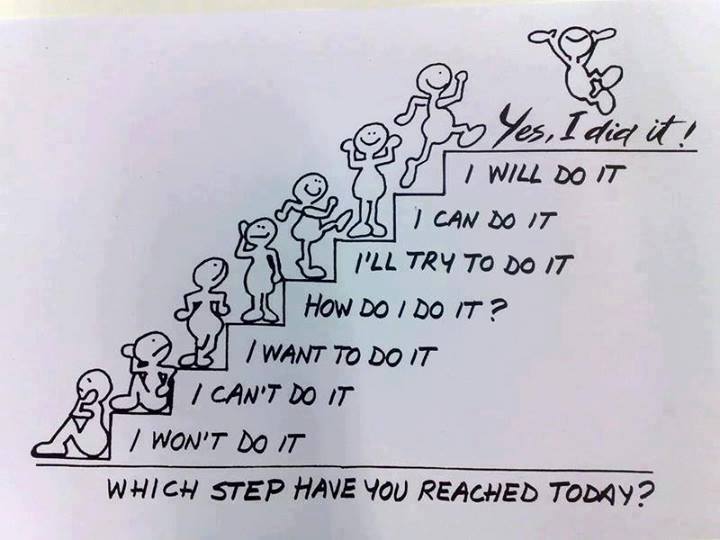 Yes, I did it!
I WILL DO IT
I CAN DO IT
I'LL TRY TO DO IT
HOW DO I DO IT?
I WANT TO DO IT
I CAN'T DO IT
I WON'T DO IT
WHICH STEP HAVE YOU REACHED TODAY?